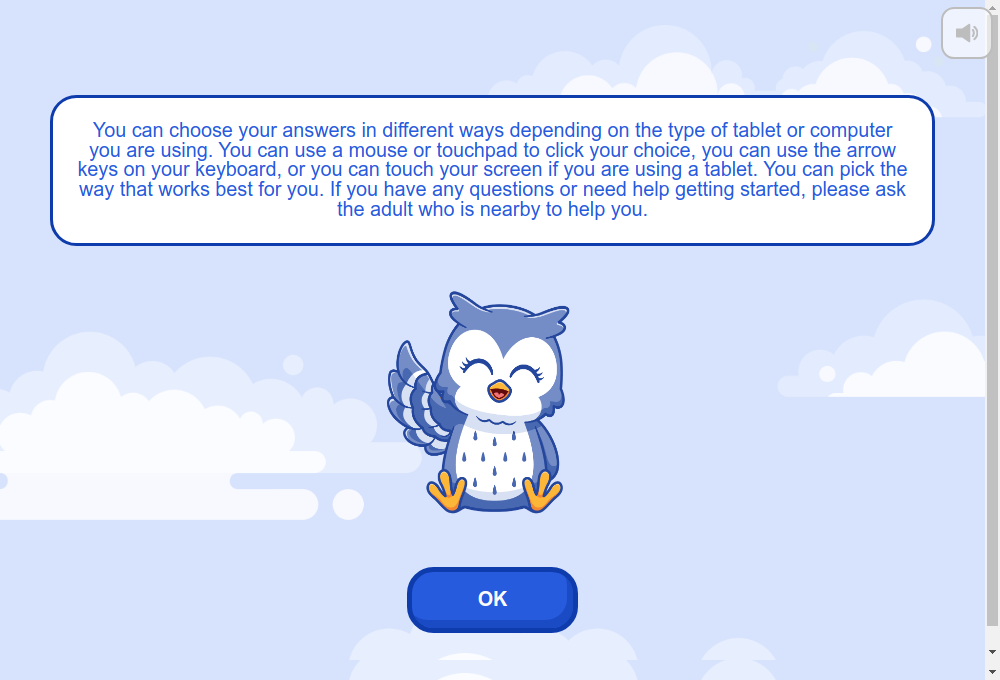 You can choose your answers in different ways depending on the type of tablet or computer
you are using. You can use a mouse or touchpad to click your choice, you can use the arrow
keys on your keyboard, or you can touch your screen if you are using a tablet. You can pick the
way that works best for you. If you have any questions or need help getting started, please ask
the adult who is nearby to help you.
OK